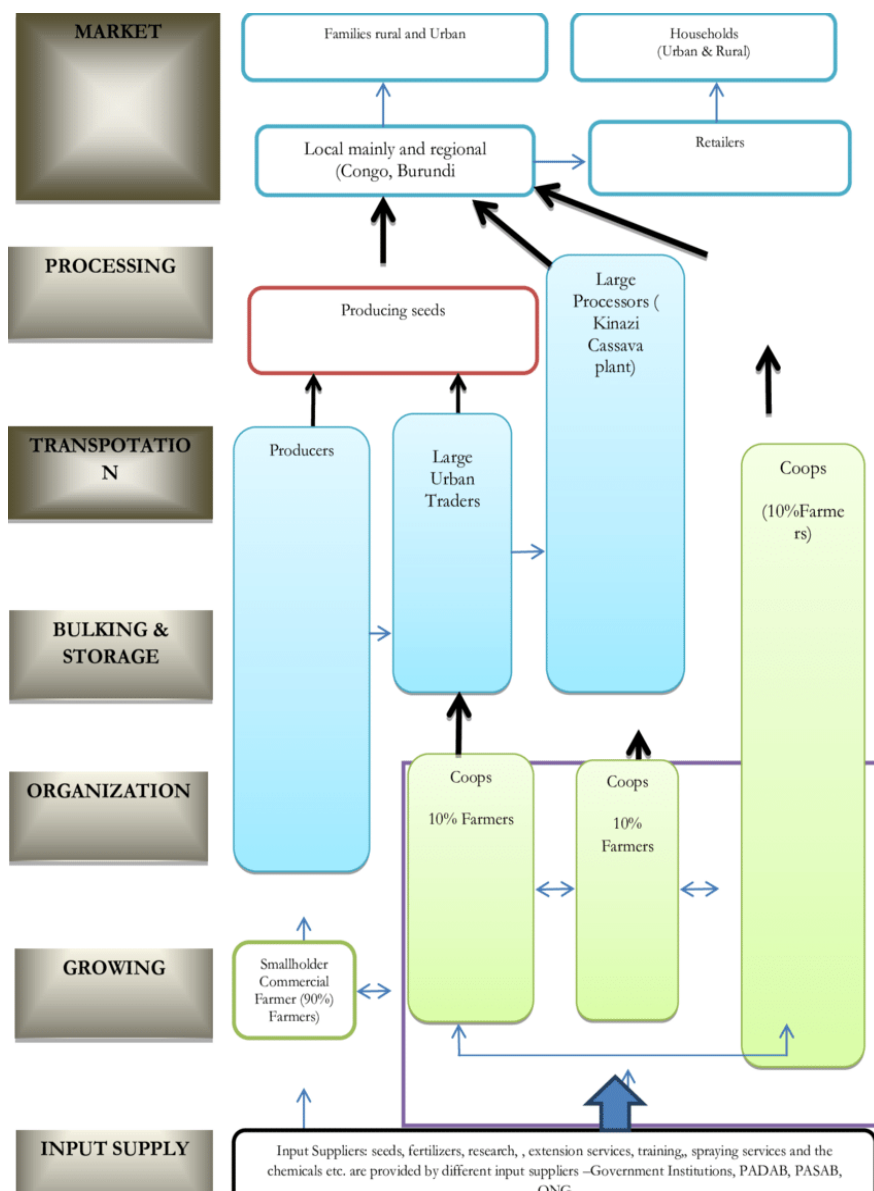 MARKET
Families rural and Urban
Households
(Urban & Rural)
Local mainly and regional
(Congo, Burundi
Retailers
PROCESSING
Producing seeds
Large
Processors (
Kinazi
Cassava
plant)
TRANSPOTATIO
N
Producers
Large
Urban
Traders
Coops
(10%Farme
rs)
BULKING &
STORAGE
ORGANIZATION
Coops
10% Farmers
Coops
10%
Farmers
GROWING
Smallholder
Commercial
Farmer (90%)
Farmers)
INPUT SUPPLY
Input Suppliers: seeds, fertilizers, research, , extension services, training,, spraying services and the
chemicals etc. are provided by different input suppliers –Government Institutions, PADAB, PASAB,
ONG